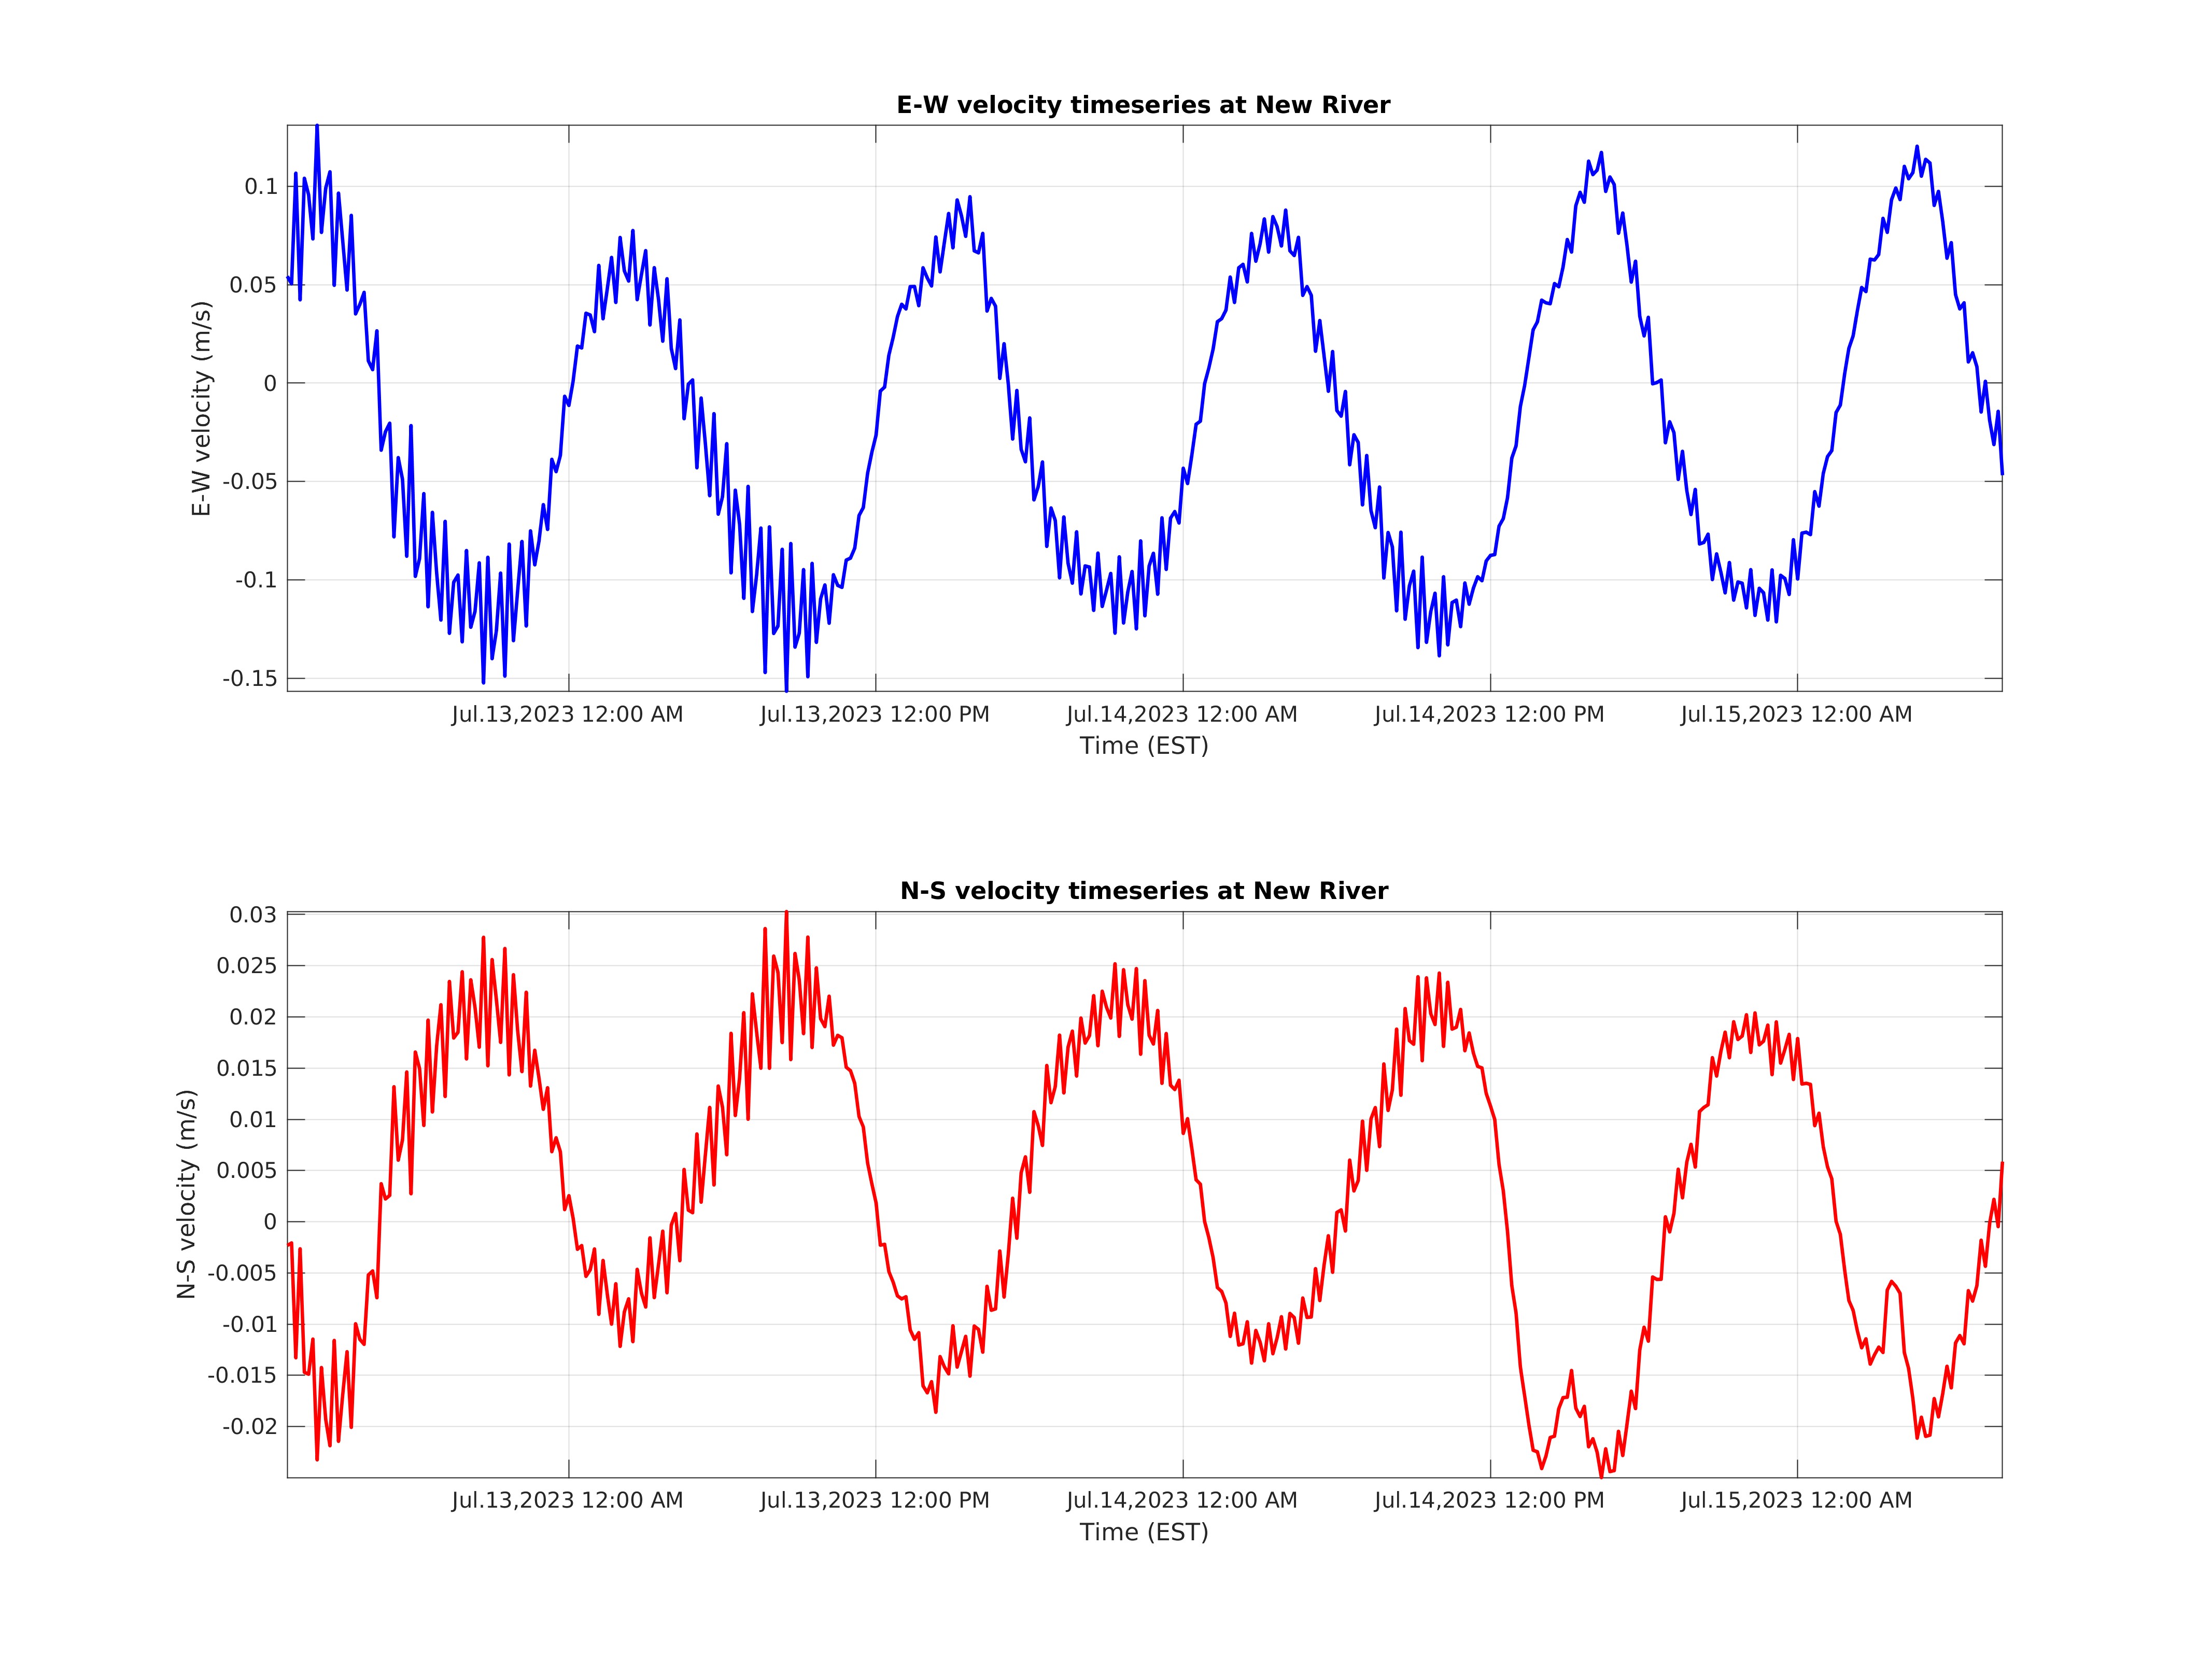 E-W velocity timeseries at New River
0.1
0.05
0
-0.05
-0.1
-0.15
E-W velocity (m/s)
Jul.13,2023 12:00 AM Jul.13,2023 12:00 PM Jul.14,2023 12:00 AM Jul.14,2023 12:00 PM Jul.15,2023 12:00 AM
Time (EST)
N-S velocity timeseries at New River
0.03
0.025
0.02
0.015
0.01
0.005
0
-0.005
-0.01
-0.015
-0.02
N-S velocity (m/s)
Jul.13,2023 12:00 AM Jul.13,2023 12:00 PM Jul.14,2023 12:00 AM Jul.14,2023 12:00 PM Jul.15,2023 12:00 AM
Time (EST)